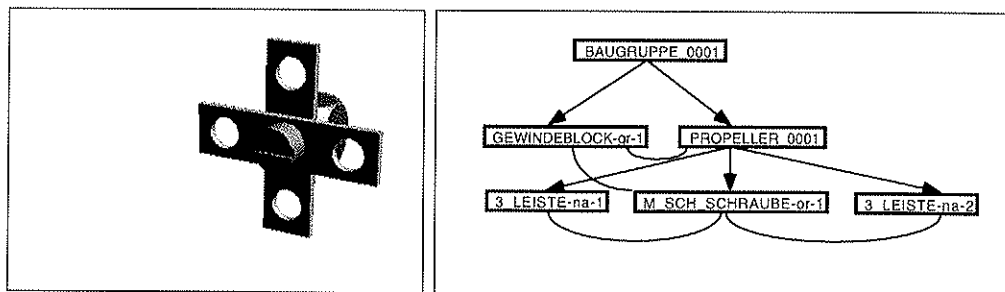 BAUGRUPPE_0001
GEWINDEBLOCK-or-1
PROPELLER_0001
3_LEISTE-na-1
M_SCH_SCHRAUBE-or-1
3_LEISTE-na-2